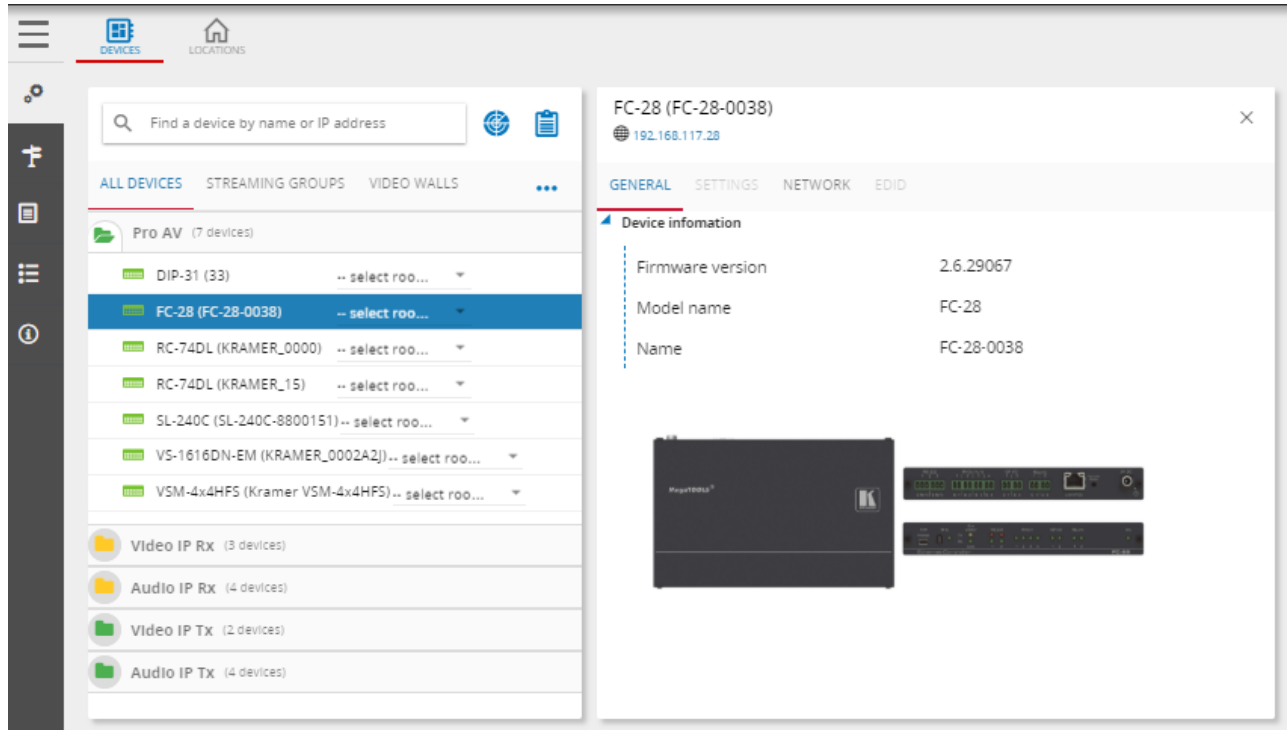 DEVICES
LOCATIONS
Find a device by name or IP address
ALL DEVICES STREAMING GROUPS VIDEO WALLS
Pro AV (7 devices)
DIP-31 (33) -- select roo...
FC-28 (FC-28-0038) -- select roo...
RC-74DL (KRAMER_0000) -- select roo...
RC-74DL (KRAMER_15) -- select roo...
SL-240C (SL-240C-8800151) -- select roo...
VS-1616DN-EM (KRAMER_0002A2J) -- select roo...
VSM-4x4HFS (Kramer VSM-4x4HFS) -- select roo...
Video IP Rx (3 devices)
Audio IP Rx (4 devices)
Video IP Tx (2 devices)
Audio IP Tx (4 devices)
FC-28 (FC-28-0038)
192.168.117.28
GENERAL SETTINGS NETWORK EDID
Device infomation
Firmware version 2.6.29067
Model name FC-28
Name FC-28-0038
MegaTOOLS®
K
FC-28